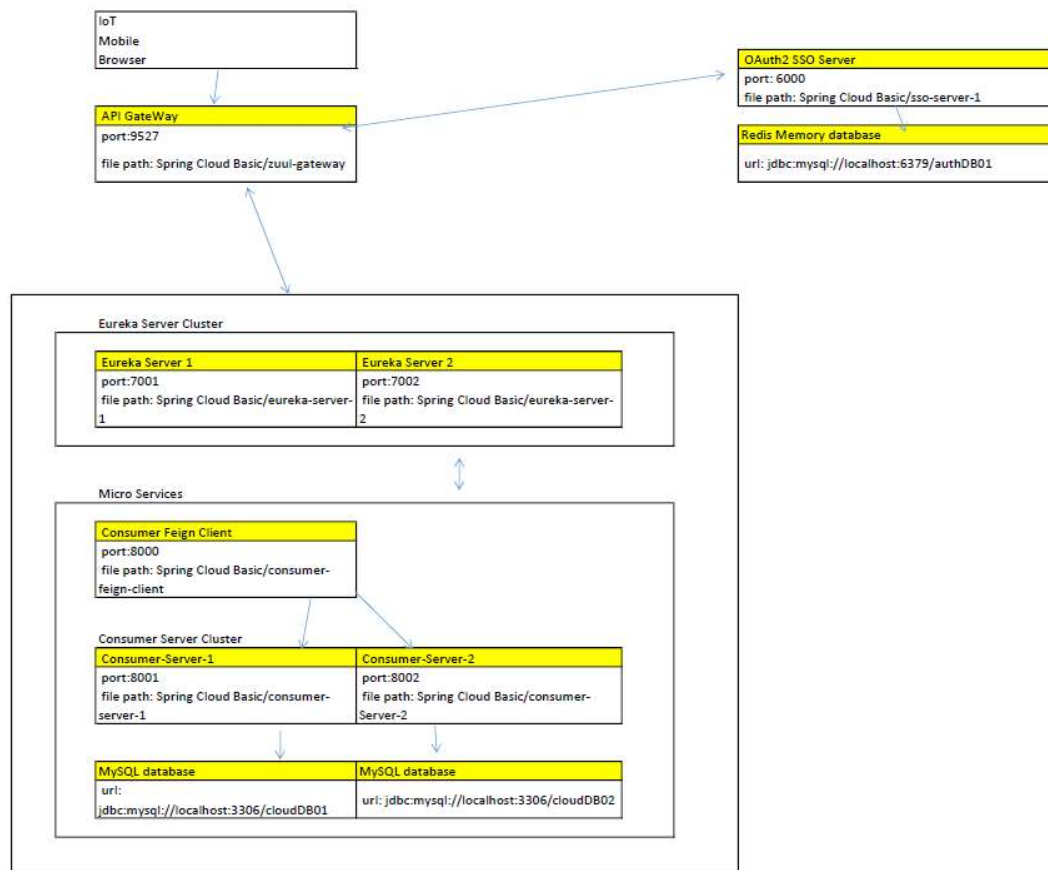 IoT
Mobile
Browser
API GateWay
port:9527
file path: Spring Cloud Basic/zuul-gateway
OAuth2 SSO Server
port: 6000
file path: Spring Cloud Basic/sso-server-1
Redis Memory database
url: jdbc:mysql://localhost:6379/authDB01
Eureka Server Cluster
Eureka Server 1
port:7001
file path: Spring Cloud Basic/eureka-server-
1
Eureka Server 2
port:7002
file path: Spring Cloud Basic/eureka-server-
2
Micro Services
Consumer Feign Client
port:8000
file path: Spring Cloud Basic/consumer-
feign-client
Consumer Server Cluster
Consumer-Server-1
port:8001
file path: Spring Cloud Basic/consumer-
server-1
Consumer-Server-2
port:8002
file path: Spring Cloud Basic/consumer-
Server-2
MySQL database
url:
jdbc:mysql://localhost:3306/cloudDB01
MySQL database
url: jdbc:mysql://localhost:3306/cloudDB02